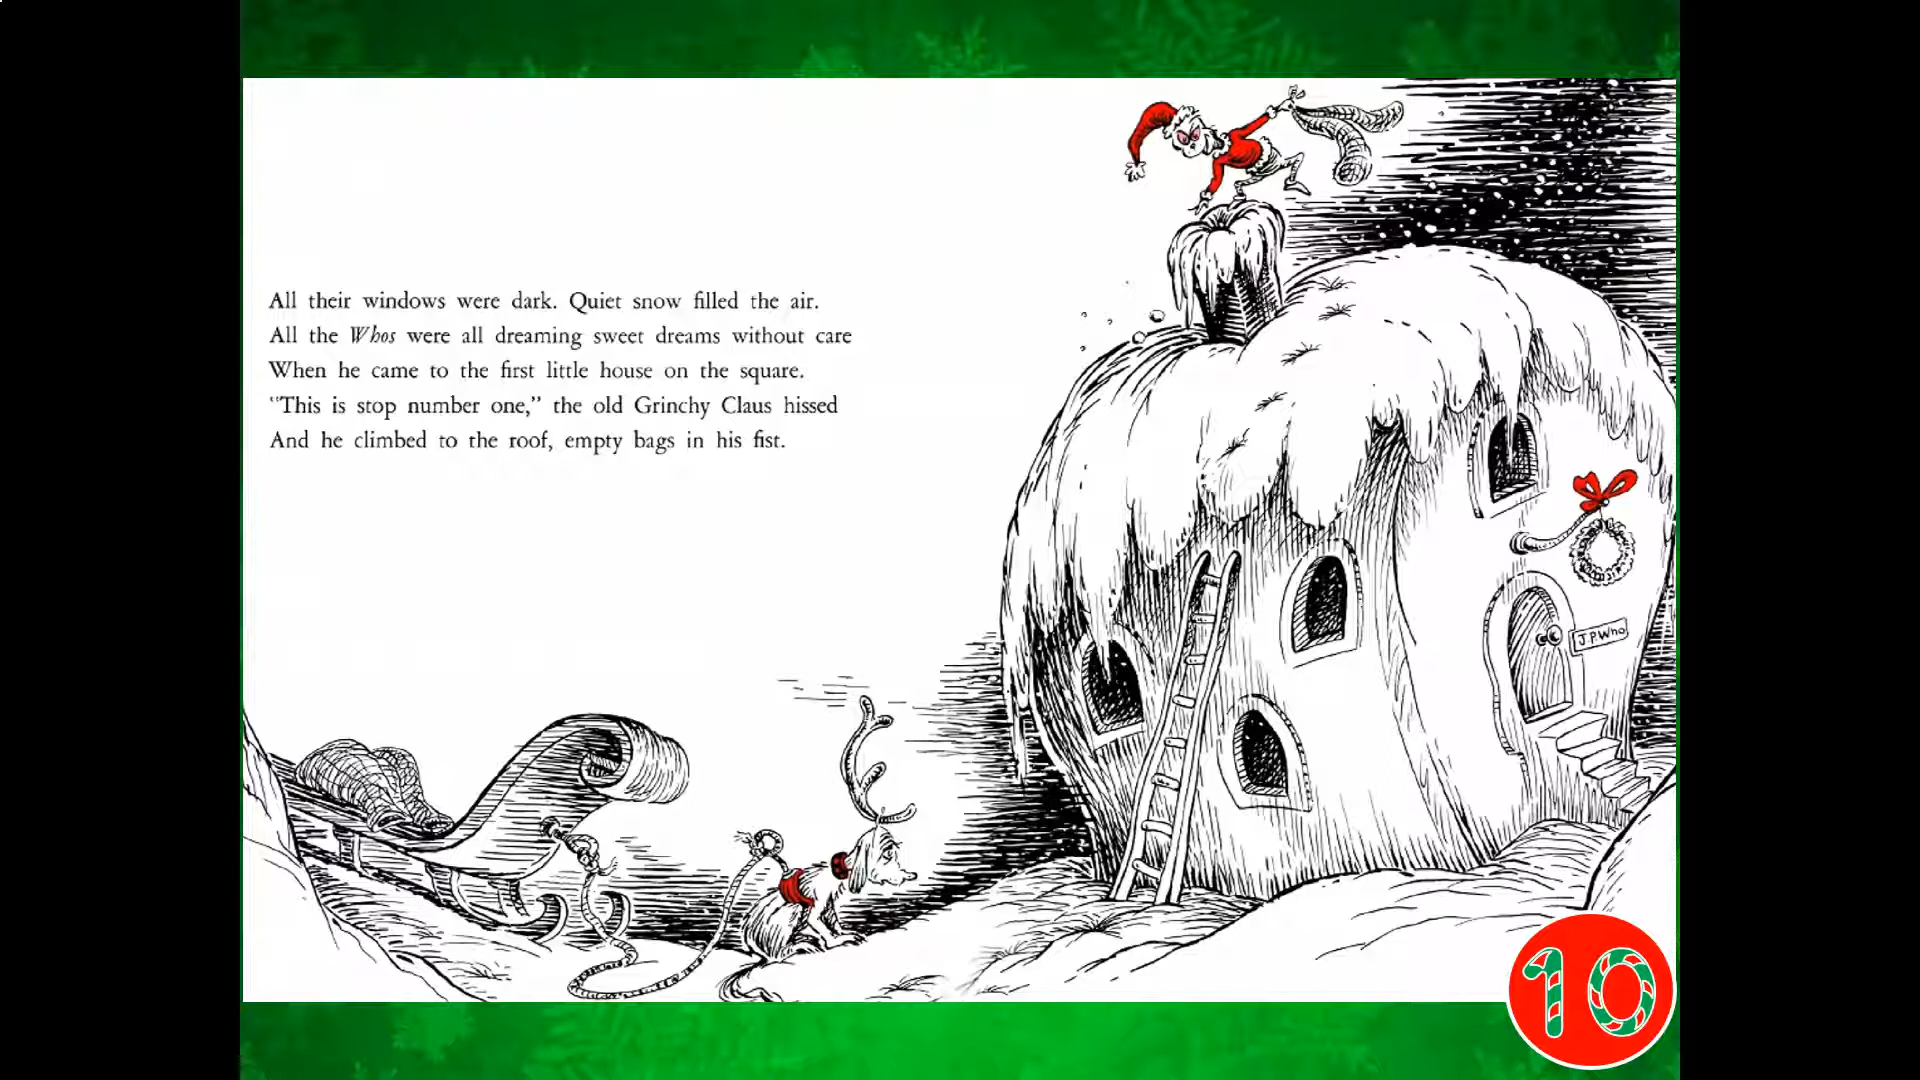 All their windows were dark. Quiet snow filled the air.
All the Whos were all dreaming sweet dreams without care
When he came to the first little house on the square.
“This is stop number one,” the old Grinchy Claus hissed
And he climbed to the roof, empty bags in his fist.
J.P. Who
10